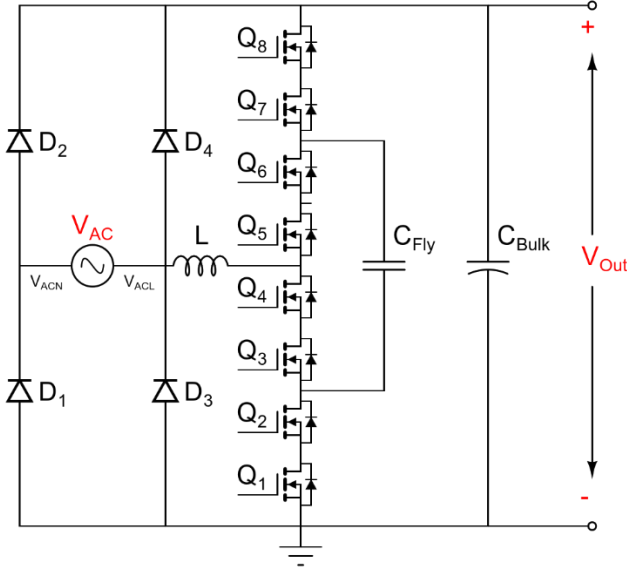 +
Q8
Q7
D2
D4
Q6
VAC
L
Q5
CFly
CBulk
VOut
VACN
VACL
Q4
Q3
D1
D3
Q2
Q1
-